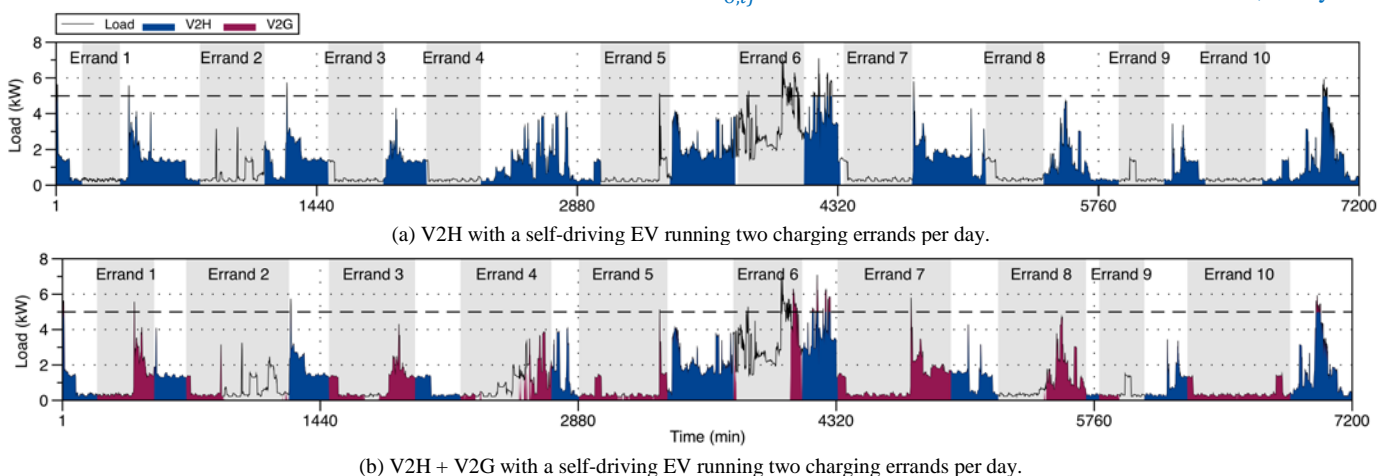 Load V2H V2G
8
6
4
2
0
Load (kW)
Errand 1 Errand 2 Errand 3 Errand 4 Errand 5 Errand 6 Errand 7 Errand 8 Errand 9 Errand 10
1 1440 2880 4320 5760 7200
(a) V2H with a self-driving EV running two charging errands per day.
8
6
4
2
0
Load (kW)
Errand 1 Errand 2 Errand 3 Errand 4 Errand 5 Errand 6 Errand 7 Errand 8 Errand 9 Errand 10
1 1440 2880 4320 5760 7200
Time (min)
(b) V2H + V2G with a self-driving EV running two charging errands per day.